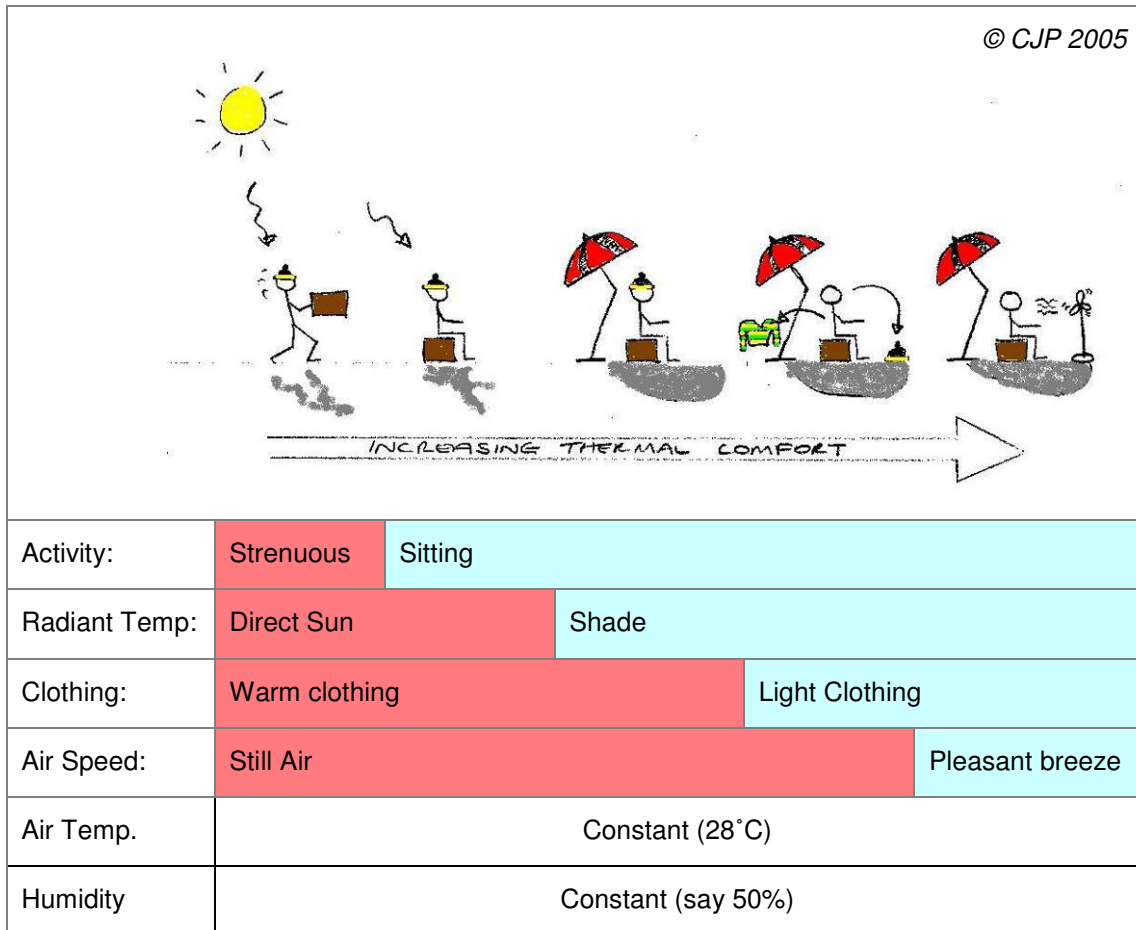 © CJP 2005
INCREASING THERMAL COMFORT
Activity: Strenuous Sitting
Radiant Temp: Direct Sun Shade
Clothing: Warm clothing Light Clothing
Air Speed: Still Air Pleasant breeze
Air Temp. Constant (28˚C)
Humidity Constant (say 50%)